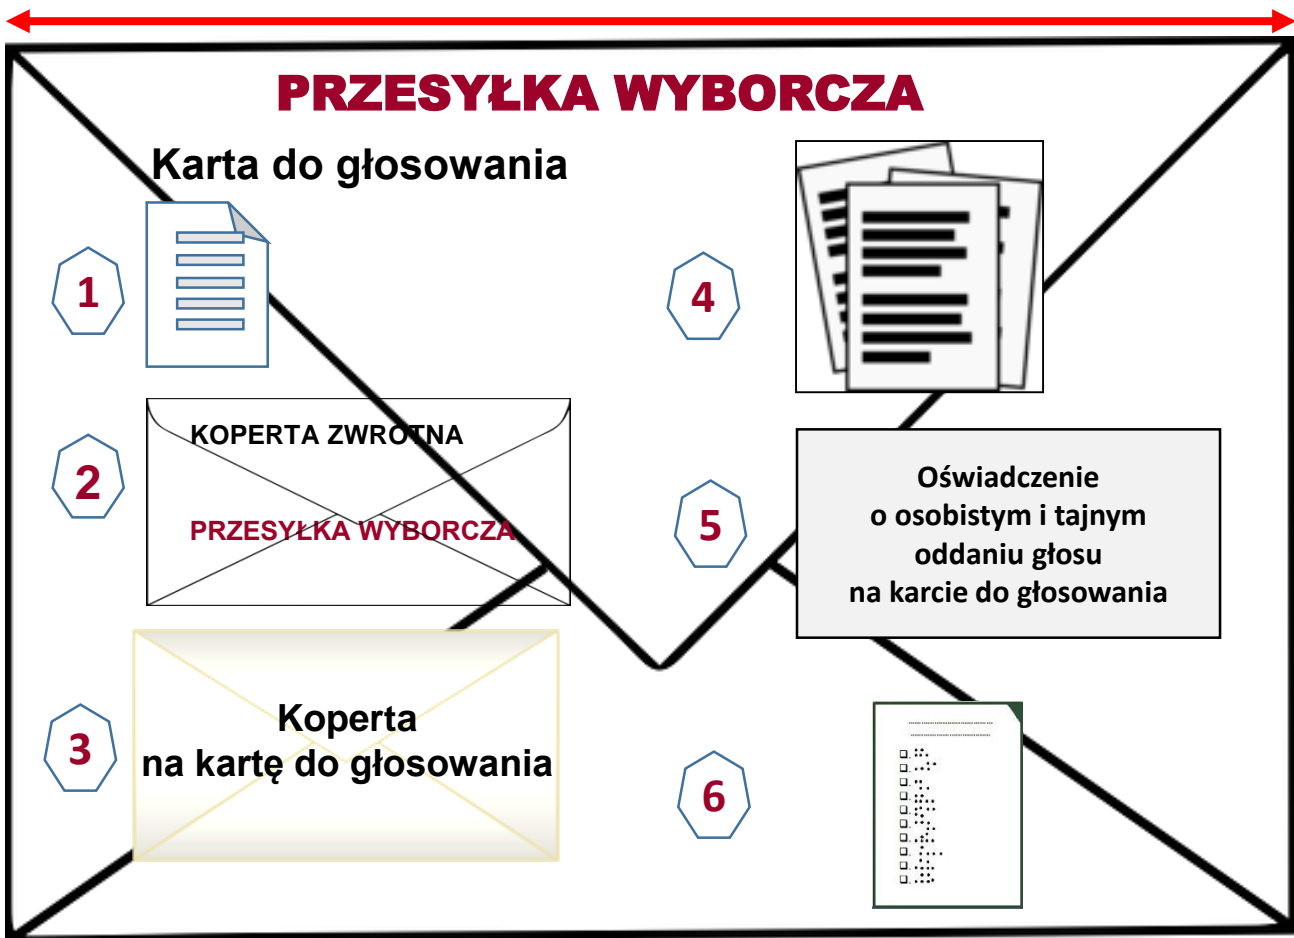 PRZESYŁKA WYBORCZA
Karta do głosowania
1
2
KOPERTA ZWROTNA
PRZESYŁKA WYBORCZA
3
Koperta
na kartę do głosowania
4
5
Oświadczenie
o osobistym i tajnym
oddaniu głosu
na karcie do głosowania
6